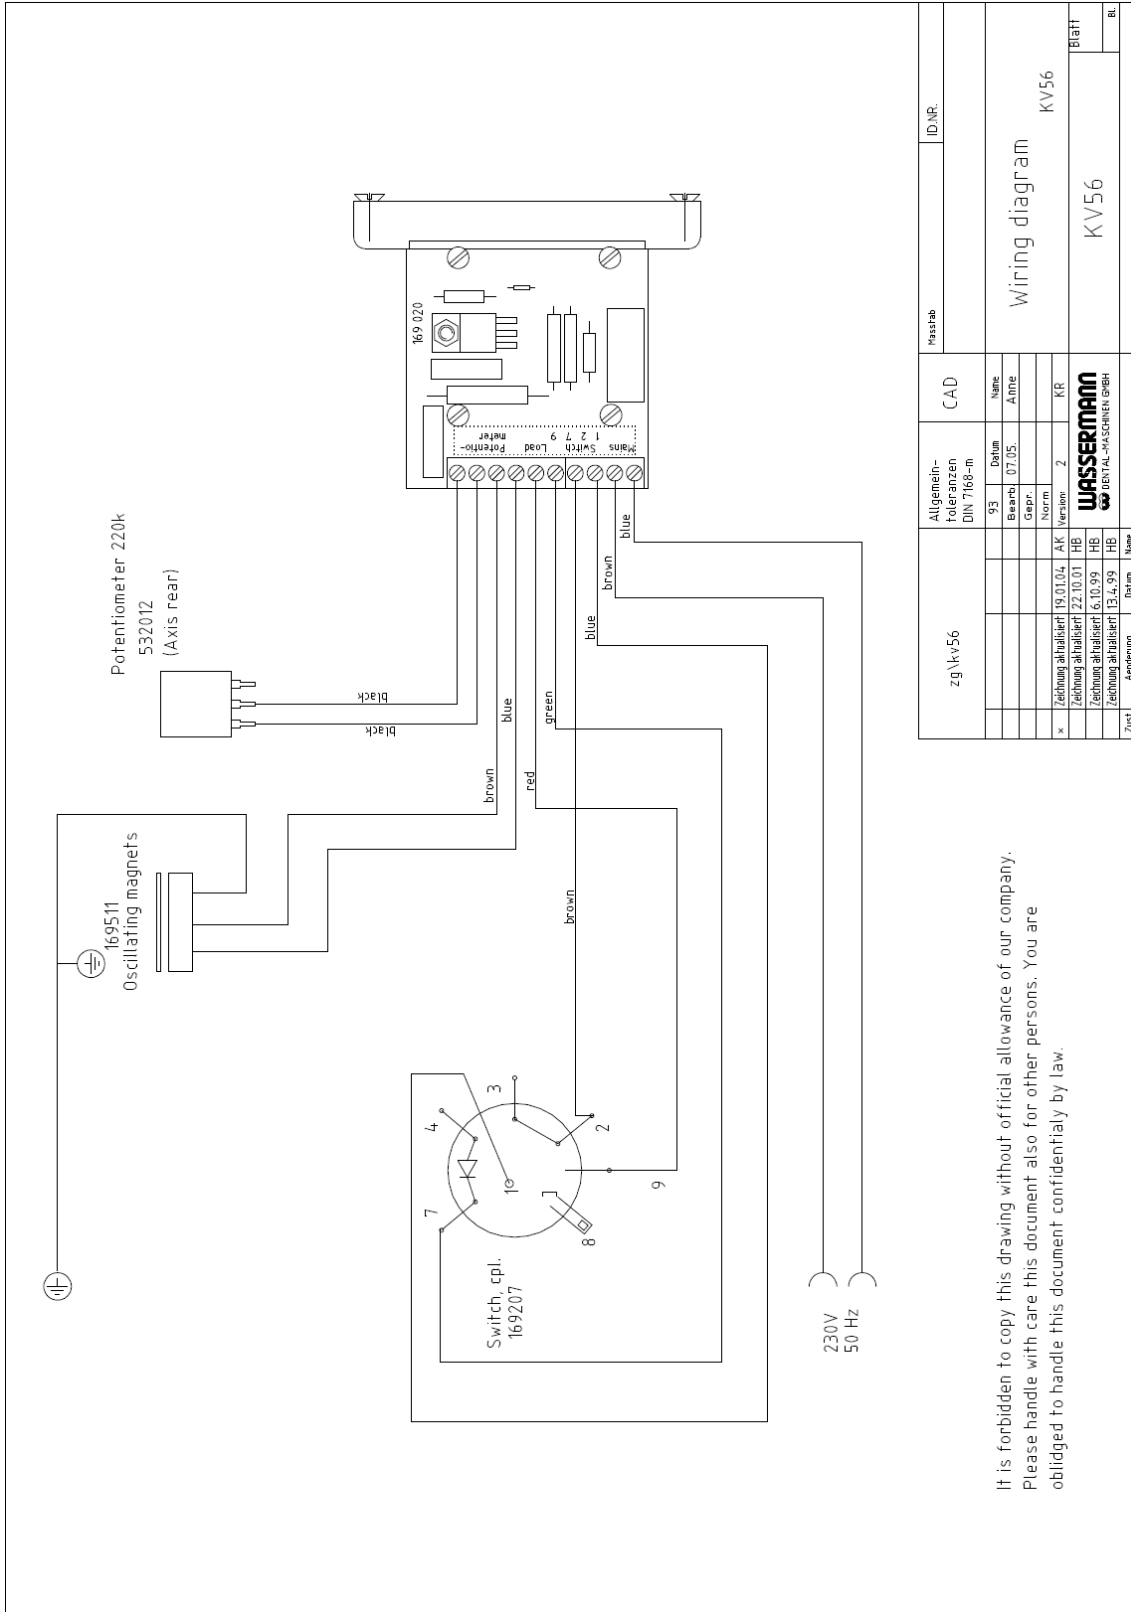 Potentiometer 220k
532012
(Axis rear)
169511
Oscillating magnets
Switch, cpl.
169207
230V
50 Hz
169 020
Potentio-
meter
Load
Switch
9 7 2 1
Mains
black
black
brown
blue
red
green
brown
blue
brown
blue
1
2
3
4
7
8
9
It is forbidden to copy this drawing without official allowance of our company.
Please handle with care this document also for other persons. You are
oblidged to handle this document confidentialy by law.
zg\kv56
Allgemein-
toleranzen
DIN 7168-m
CAD
Massstab
ID.NR.
93 Datum Name
Bearb. 07.05. Anne
Gepr.
Norm
Wiring diagram
KV56
x Zeichnung aktualisiert 19.01.04 AK Version: 2 KR
Zeichnung aktualisiert 22.10.01 HB
Zeichnung aktualisiert 6.10.99 HB
Zeichnung aktualisiert 13.4.99 HB
Zust. Aenderung Datum Name
WASSERMANN
DENTAL-MASCHINEN GMBH
KV56
Blatt
Bl.